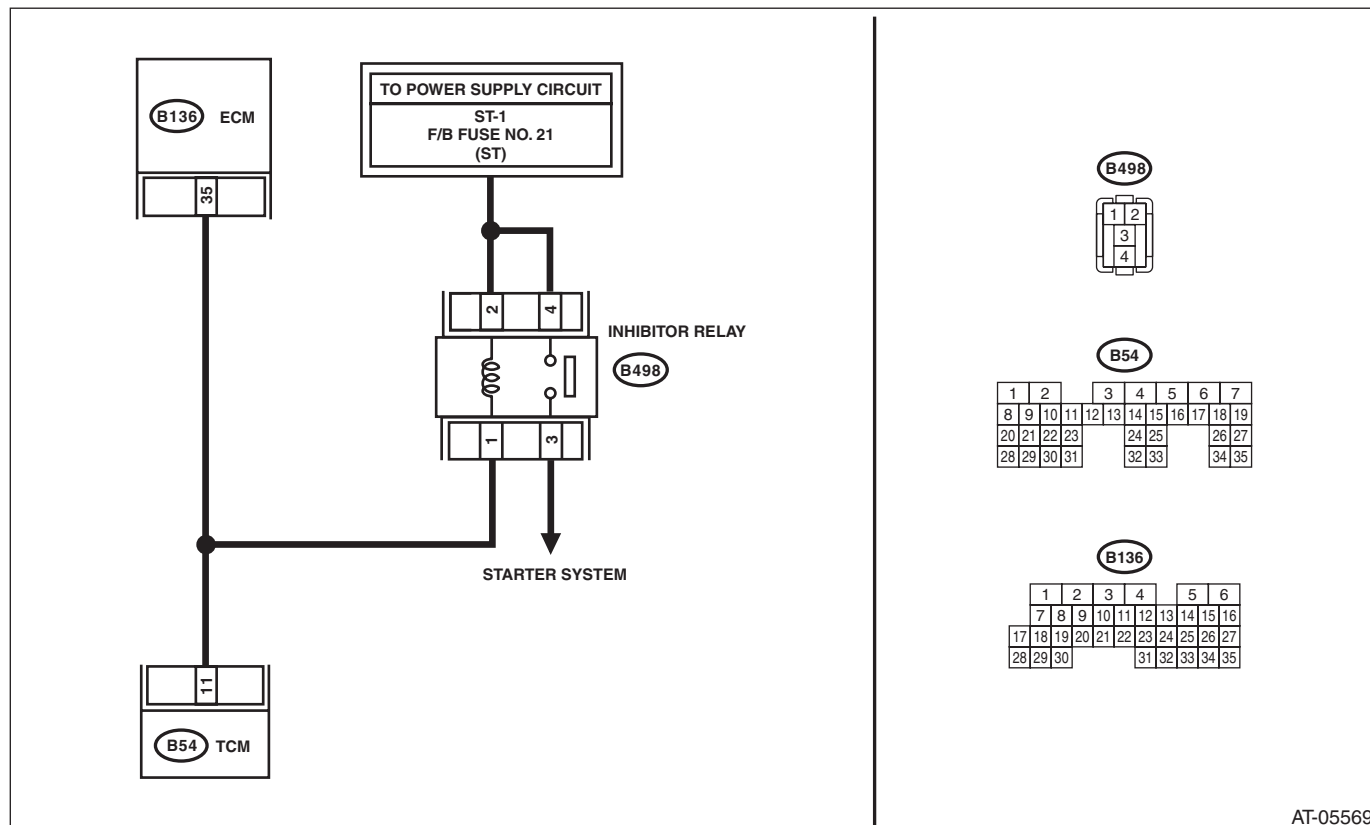 B136 ECM
35
TO POWER SUPPLY CIRCUIT
ST-1
F/B FUSE NO. 21
(ST)
2 4
INHIBITOR RELAY
B498
1 3
STARTER SYSTEM
11
B54 TCM
B498
1 2
3
4
B54
1 2 3 4 5 6 7
8 9 10 11 12 13 14 15 16 17 18 19
20 21 22 23 24 25 26 27
28 29 30 31 32 33 34 35
B136
1 2 3 4 5 6
7 8 9 10 11 12 13 14 15 16
17 18 19 20 21 22 23 24 25 26 27
28 29 30 31 32 33 34 35
AT-05569